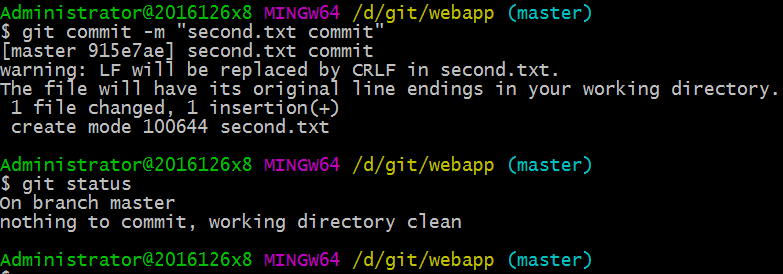 Administrator@2016126x8 MINGW64 /d/git/webapp (master)
$ git commit -m "second.txt commit"
[master 915e7ae] second.txt commit
warning: LF will be replaced by CRLF in second.txt.
The file will have its original line endings in your working directory.
 1 file changed, 1 insertion(+)
 create mode 100644 second.txt

Administrator@2016126x8 MINGW64 /d/git/webapp (master)
$ git status
On branch master
nothing to commit, working directory clean

Administrator@2016126x8 MINGW64 /d/git/webapp (master)